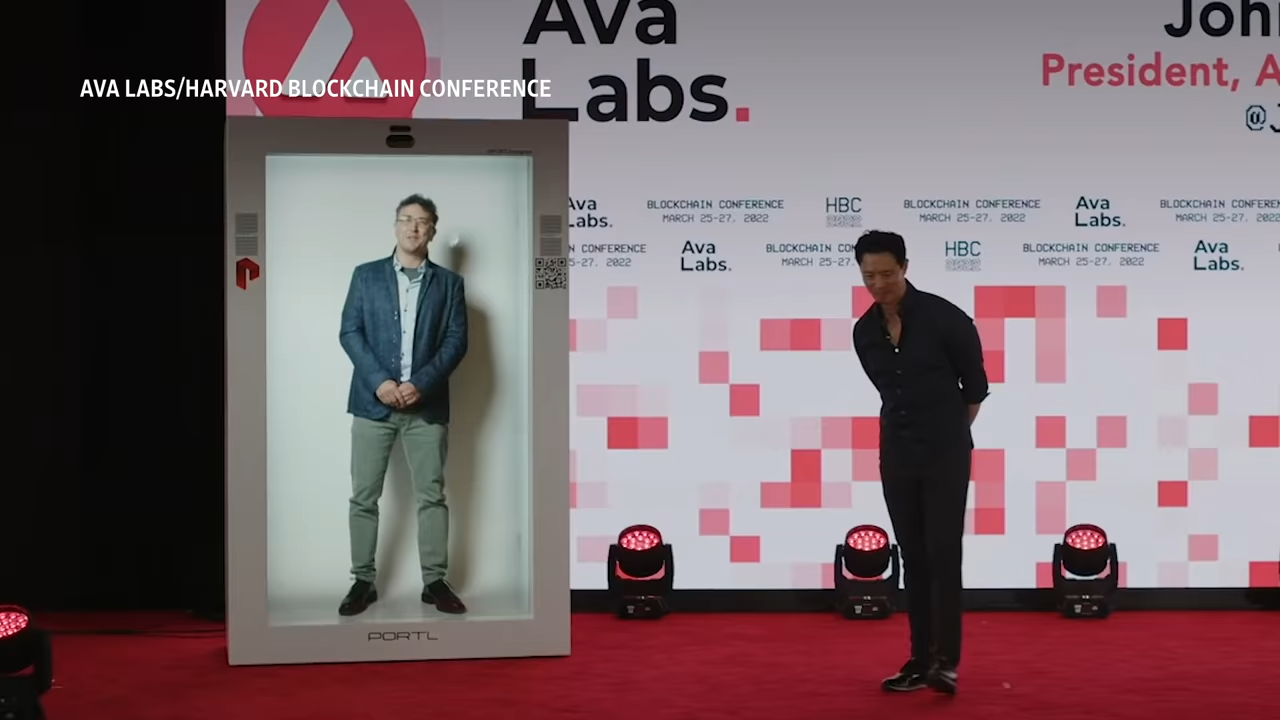 AVA LABS/HARVARD BLOCKCHAIN CONFERENCE
Ava
Labs.
John
President, A
@J
Ava
Labs.
BLOCKCHAIN CONFERENCE
MARCH 25-27, 2022
HBC
BLOCKCHAIN CONFERENCE
MARCH 25-27, 2022
Ava
Labs.
BLOCKCHAIN CONFEREN
MARCH 25-27, 2022
N CONFERENCE
5-27, 2022
Ava
Labs.
BLOCKCHAIN CON
MARCH 25-27,
HBC
BLOCKCHAIN CONFERENCE
MARCH 25-27, 2022
Ava
Labs.
PORTL